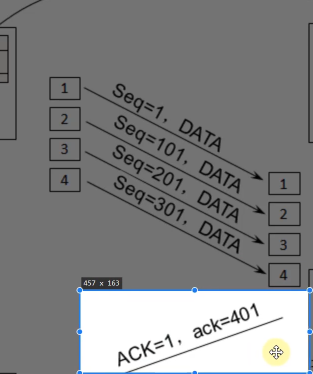 1
2
3
4
Seq=1, DATA
Seq=101, DATA
Seq=201, DATA
Seq=301, DATA
1
2
3
4
457 x 163
ACK=1, ack=401